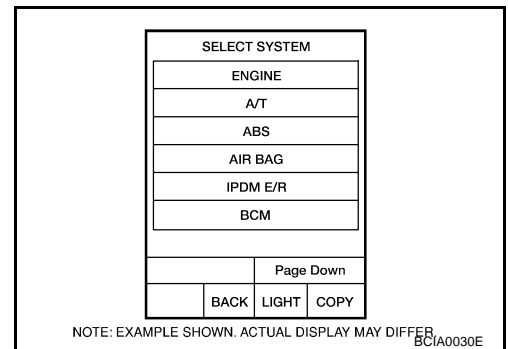 SELECT SYSTEM
ENGINE
A/T
ABS
AIR BAG
IPDM E/R
BCM
Page Down
BACK LIGHT COPY
NOTE: EXAMPLE SHOWN. ACTUAL DISPLAY MAY DIFFER.
BCIA0030E